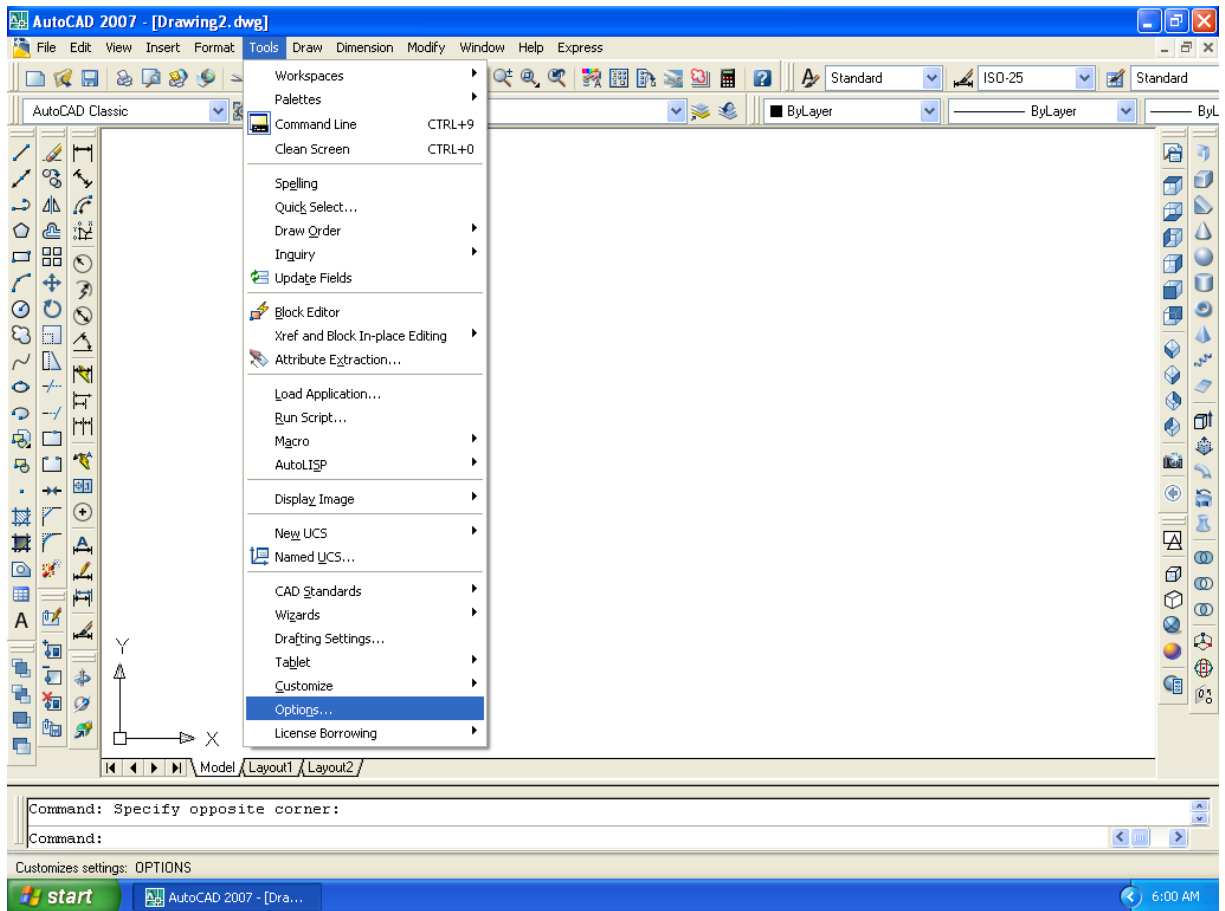 AutoCAD 2007 - [Drawing2.dwg]
File Edit View Insert Format Tools Draw Dimension Modify Window Help Express
Standard ISO-25 Standard
AutoCAD Classic ByLayer ByLayer ByL
Workspaces
Palettes
Command Line CTRL+9
Clean Screen CTRL+0
Spelling
Quick Select...
Draw Order
Inquiry
Update Fields
Block Editor
Xref and Block In-place Editing
Attribute Extraction...
Load Application...
Run Script...
Macro
AutoLISP
Display Image
New UCS
Named UCS...
CAD Standards
Wizards
Drafting Settings...
Tablet
Customize
Options...
License Borrowing
A
Y
X
Model Layout1 Layout2
Command: Specify opposite corner:
Command:
Customizes settings: OPTIONS
start AutoCAD 2007 - [Dra... 6:00 AM